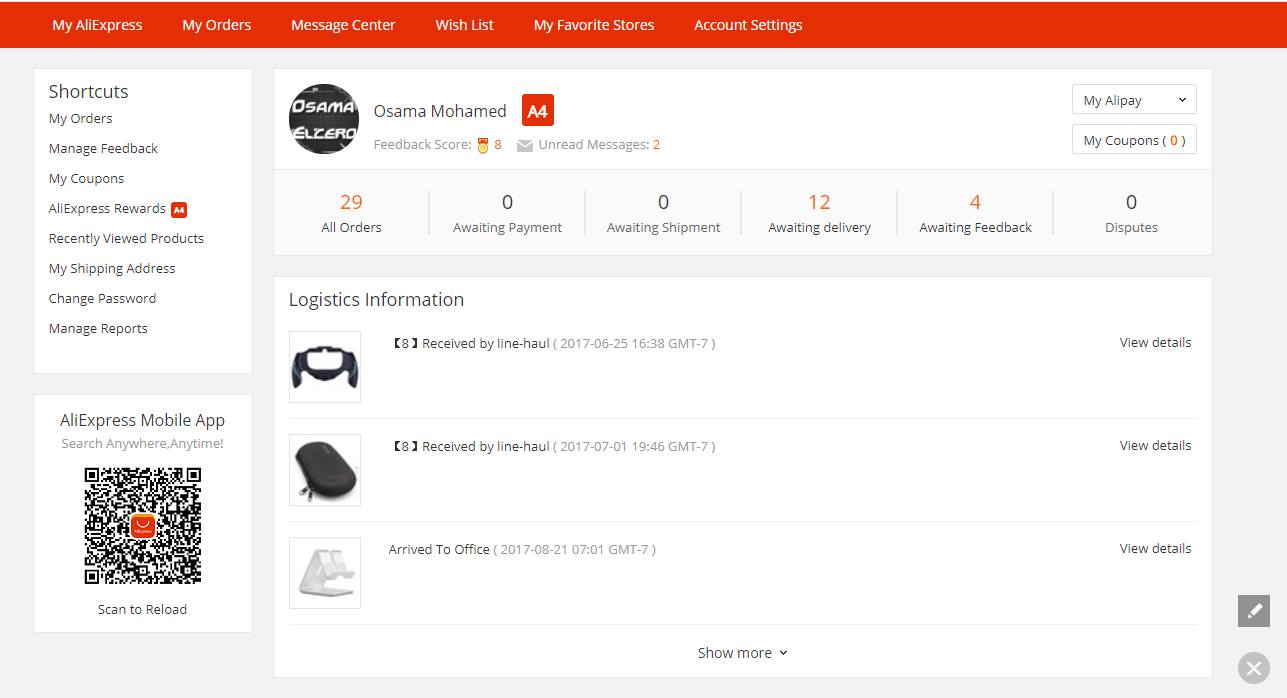 My AliExpress My Orders Message Center Wish List My Favorite Stores Account Settings
Shortcuts
My Orders
Manage Feedback
My Coupons
AliExpress Rewards A4
Recently Viewed Products
My Shipping Address
Change Password
Manage Reports
AliExpress Mobile App
Search Anywhere,Anytime!
AliExpress
Scan to Reload
OSAMA
ELZERO
Osama Mohamed A4
Feedback Score: 8 Unread Messages: 2
My Alipay
My Coupons ( 0 )
29 0 0 12 4 0
All Orders Awaiting Payment Awaiting Shipment Awaiting delivery Awaiting Feedback Disputes
Logistics Information
【8】Received by line-haul ( 2017-06-25 16:38 GMT-7 ) View details
【8】Received by line-haul ( 2017-07-01 19:46 GMT-7 ) View details
Arrived To Office ( 2017-08-21 07:01 GMT-7 ) View details
Show more